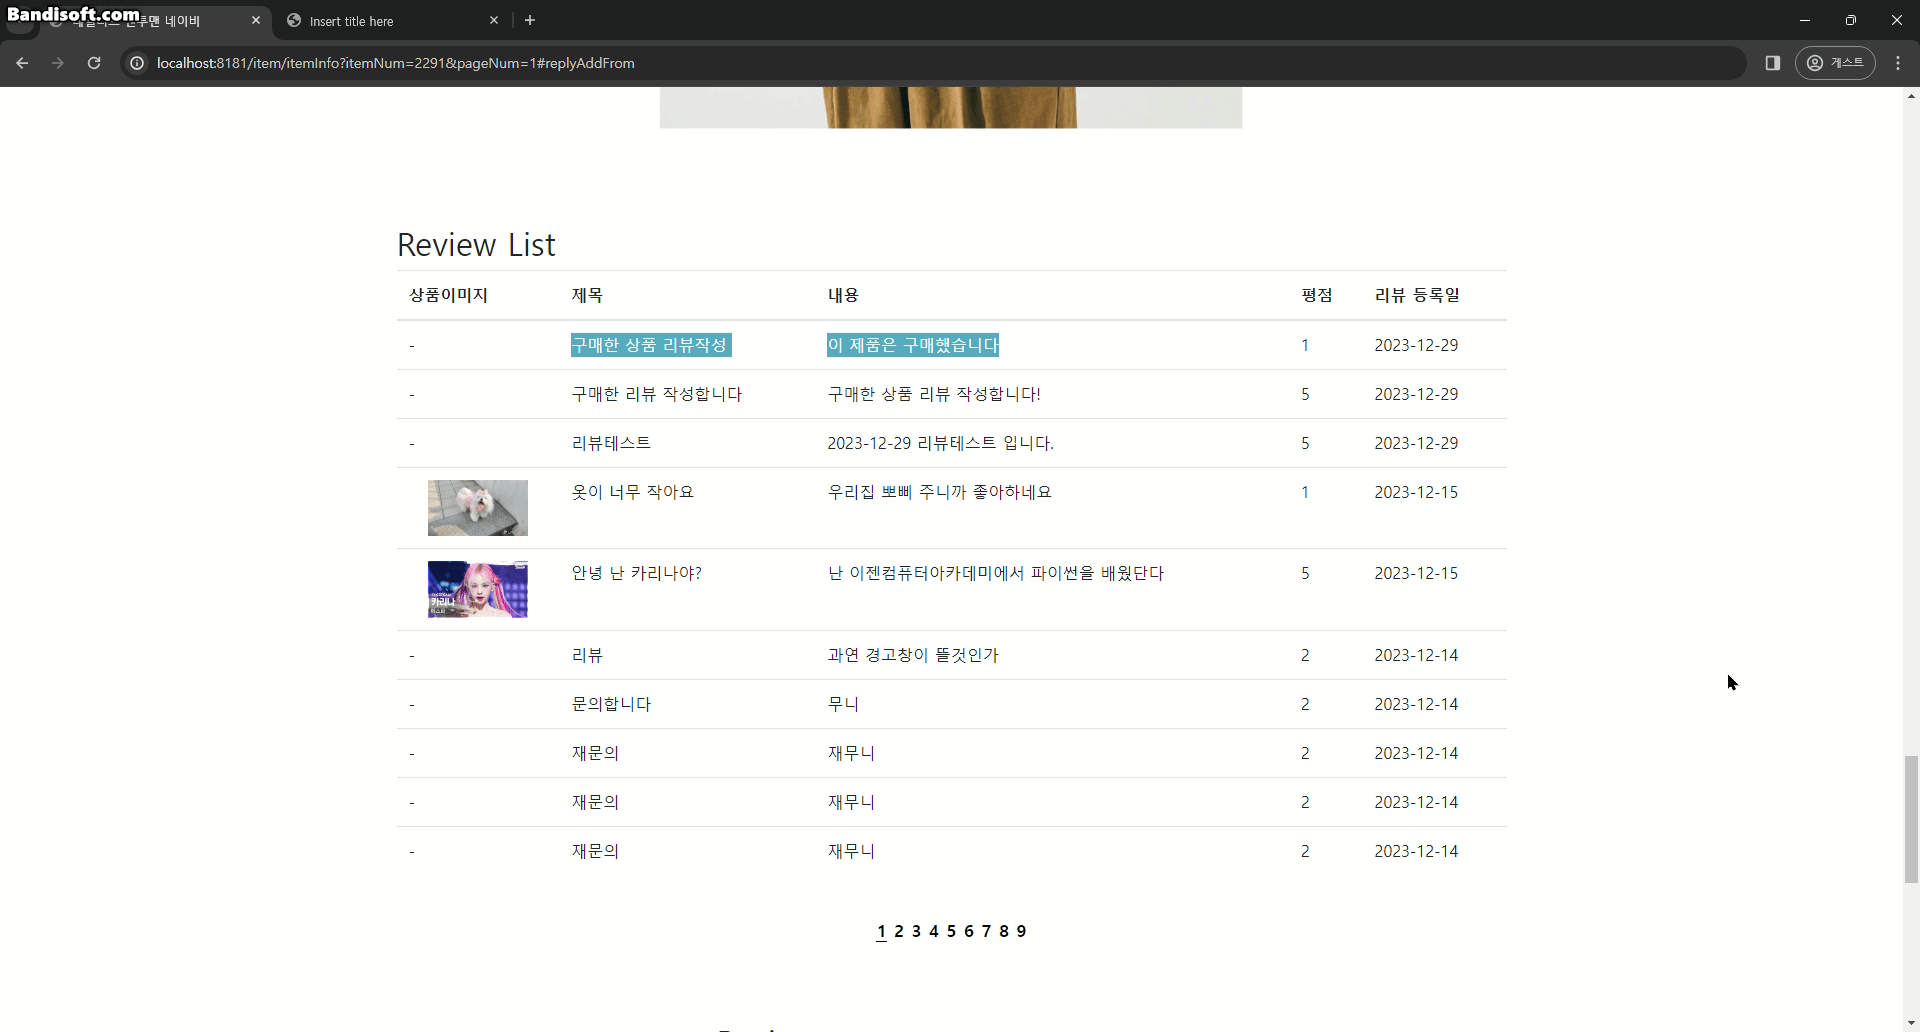 Bandisoft.com
맨투맨 네이비
Insert title here
localhost:8181/item/itemInfo?itemNum=2291&pageNum=1#replyAddFrom
게스트
Review List
상품이미지 제목 내용 평점 리뷰 등록일
- 구매한 상품 리뷰작성 이 제품은 구매했습니다 1 2023-12-29
- 구매한 리뷰 작성합니다 구매한 상품 리뷰 작성합니다! 5 2023-12-29
- 리뷰테스트 2023-12-29 리뷰테스트 입니다. 5 2023-12-29
옷이 너무 작아요 우리집 뽀삐 주니까 좋아하네요 1 2023-12-15
카리나
안녕 난 카리나야? 난 이젠컴퓨터아카데미에서 파이썬을 배웠단다 5 2023-12-15
- 리뷰 과연 경고창이 뜰것인가 2 2023-12-14
- 문의합니다 무니 2 2023-12-14
- 재문의 재무니 2 2023-12-14
- 재문의 재무니 2 2023-12-14
- 재문의 재무니 2 2023-12-14
1 2 3 4 5 6 7 8 9